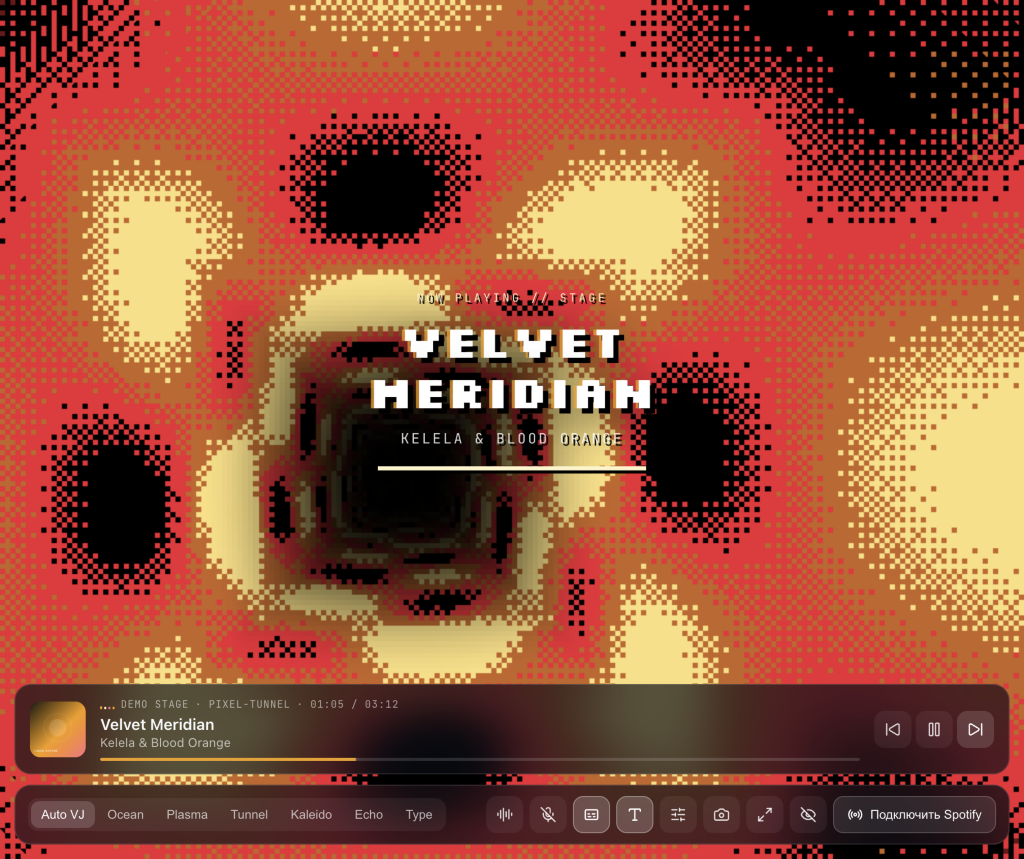 NOW PLAYING // STAGE
VELVET
MERIDIAN
KELELA & BLOOD ORANGE
DEMO STAGE · PIXEL-TUNNEL · 01:05 / 03:12
Velvet Meridian
Kelela & Blood Orange
Auto VJ Ocean Plasma Tunnel Kaleido Echo Type T Подключить Spotify